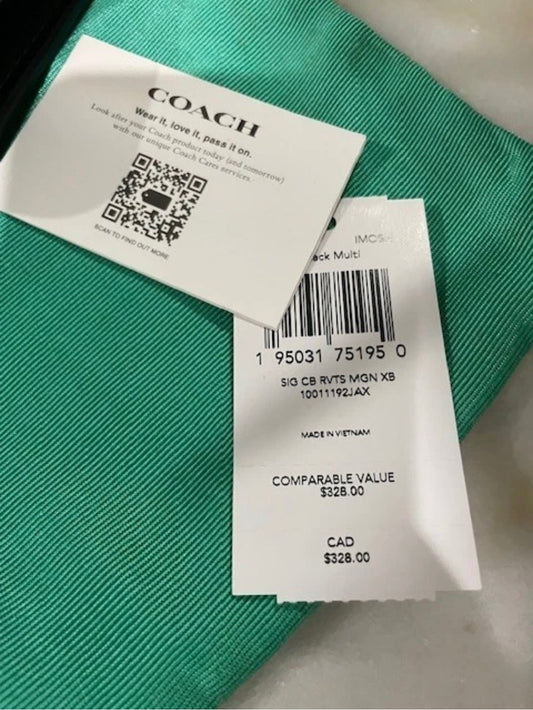 COACH
Wear it, love it, pass it on.
Look after your Coach product today (and tomorrow)
with our unique Coach Cares services.
SCAN TO FIND OUT MORE
IMCS
ack Multi
1 95031 75195 0
SIG CB RVTS MGN XB
10011192JAX
MADE IN VIETNAM
COMPARABLE VALUE
$328.00
CAD
$328.00